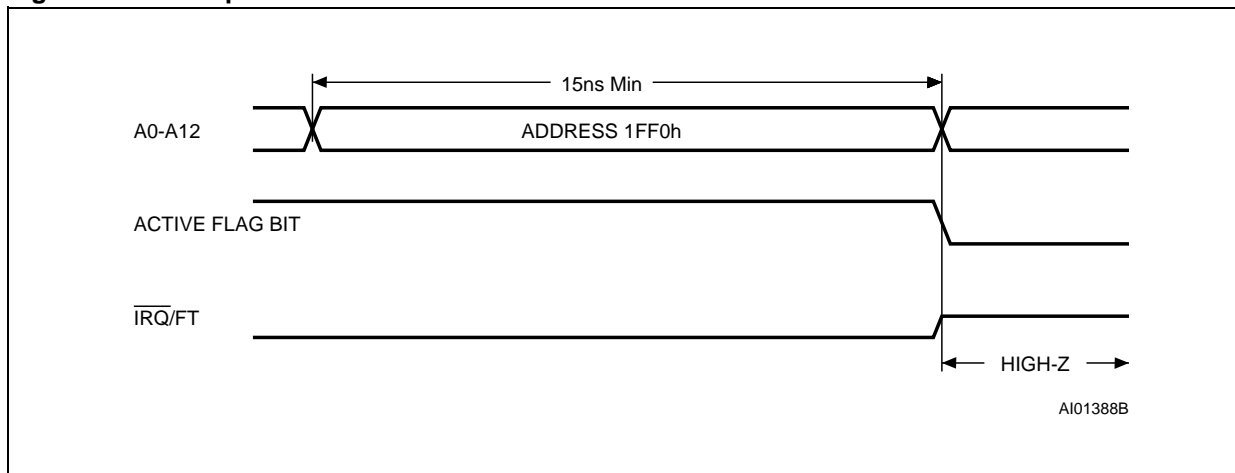 15ns Min
A0-A12
ADDRESS 1FF0h
ACTIVE FLAG BIT
IRQ/FT
HIGH-Z
AI01388B